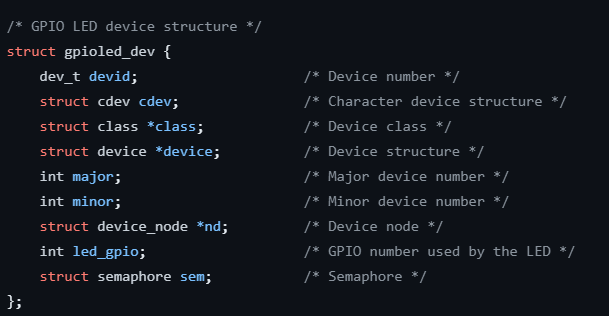 /* GPIO LED device structure */
struct gpioled_dev {
    dev_t devid;                    /* Device number */
    struct cdev cdev;               /* Character device structure */
    struct class *class;            /* Device class */
    struct device *device;          /* Device structure */
    int major;                      /* Major device number */
    int minor;                      /* Minor device number */
    struct device_node *nd;         /* Device node */
    int led_gpio;                   /* GPIO number used by the LED */
    struct semaphore sem;           /* Semaphore */
};